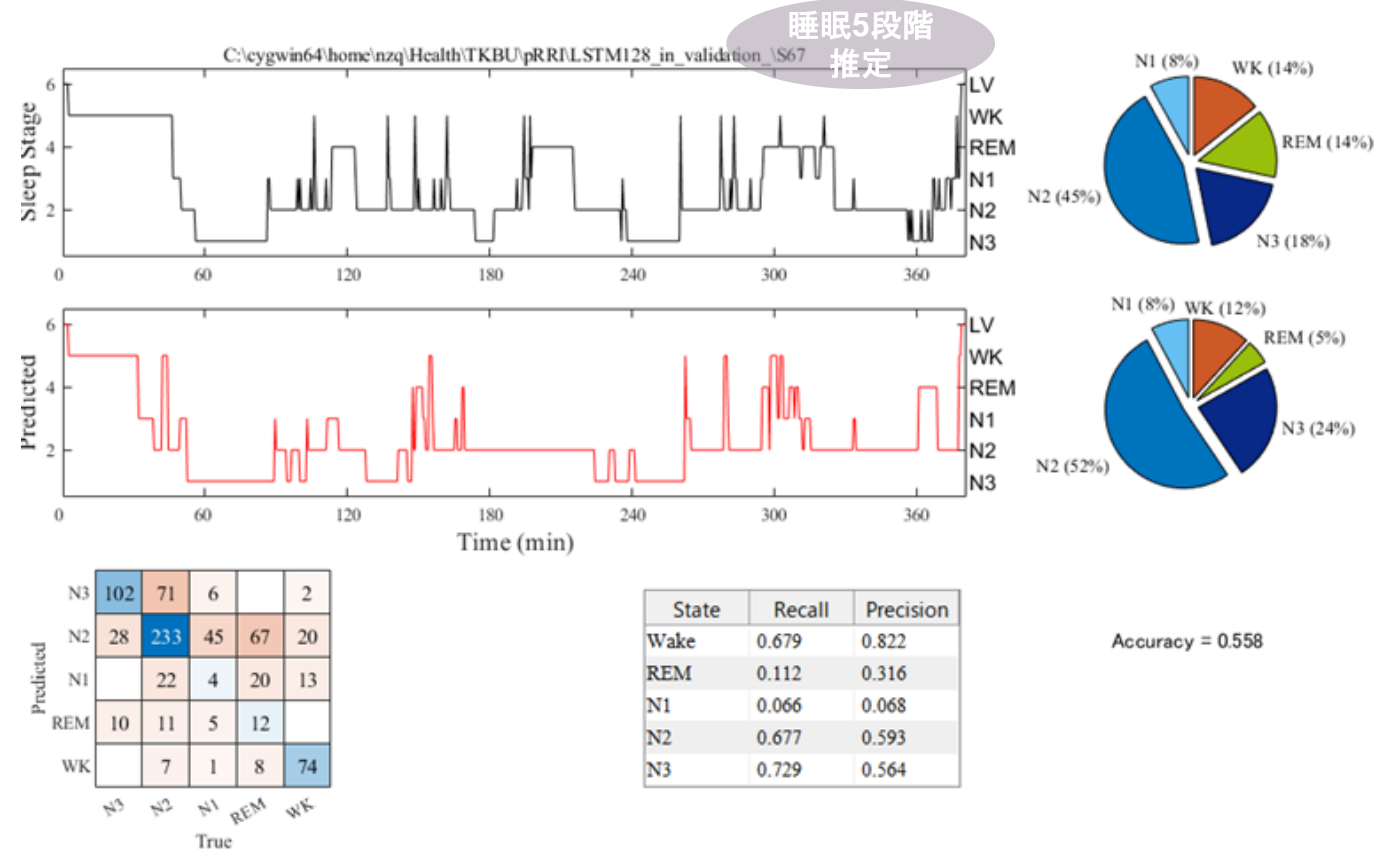 睡眠5段階
推定
C:\cygwin64\home\nzq\Health\TKBU\pRRI\LSTM128_in_validation_\S67
Sleep Stage
6
4
2
LV
WK
REM
N1
N2
N3
0 60 120 180 240 300 360
N1 (8%)
WK (14%)
REM (14%)
N2 (45%)
N3 (18%)
Predicted
6
4
2
LV
WK
REM
N1
N2
N3
0 60 120 180 240 300 360
Time (min)
N1 (8%)
WK (12%)
REM (5%)
N3 (24%)
N2 (52%)
Predicted
N3 102 71 6 2
N2 28 233 45 67 20
N1 22 4 20 13
REM 10 11 5 12
WK 7 1 8 74
N3 N2 N1 REM WK
True
State Recall Precision
Wake 0.679 0.822
REM 0.112 0.316
N1 0.066 0.068
N2 0.677 0.593
N3 0.729 0.564
Accuracy = 0.558